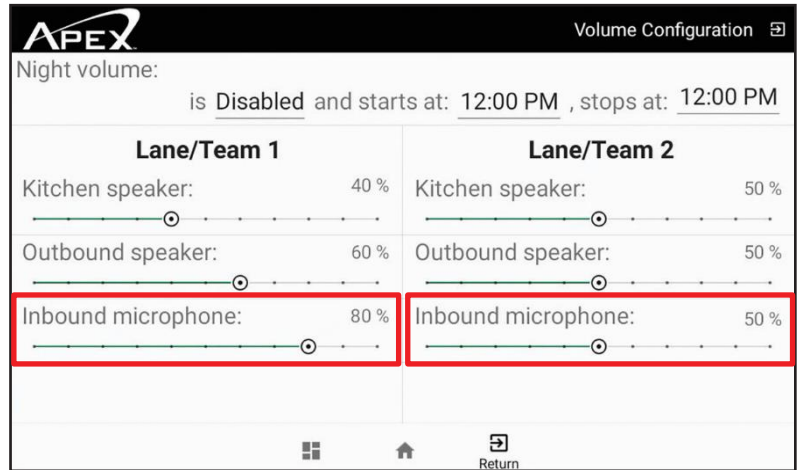 APEX
Volume Configuration
Night volume:
is Disabled and starts at: 12:00 PM , stops at: 12:00 PM
Lane/Team 1
Kitchen speaker: 40 %
Outbound speaker: 60 %
Inbound microphone: 80 %
Lane/Team 2
Kitchen speaker: 50 %
Outbound speaker: 50 %
Inbound microphone: 50 %
Return